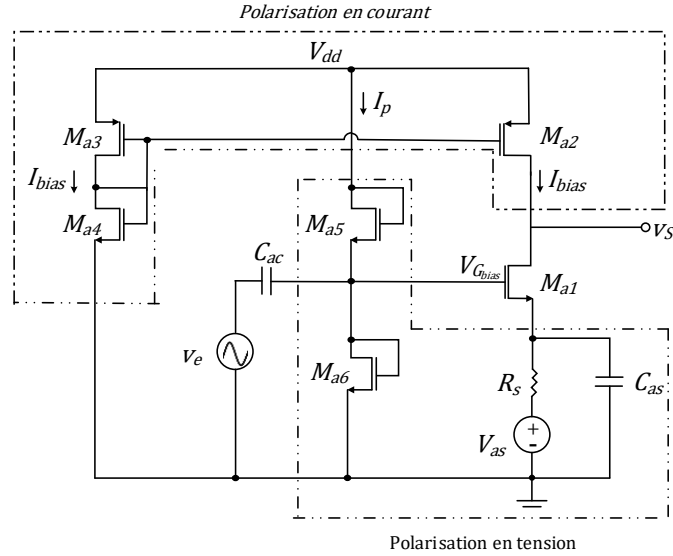 Polarisation en courant
V_dd
I_p
M_a3
M_a2
I_bias
I_bias
M_a4
M_a5
v_S
C_ac
V_G_bias
M_a1
v_e
M_a6
R_s
C_as
V_as
+
-
Polarisation en tension